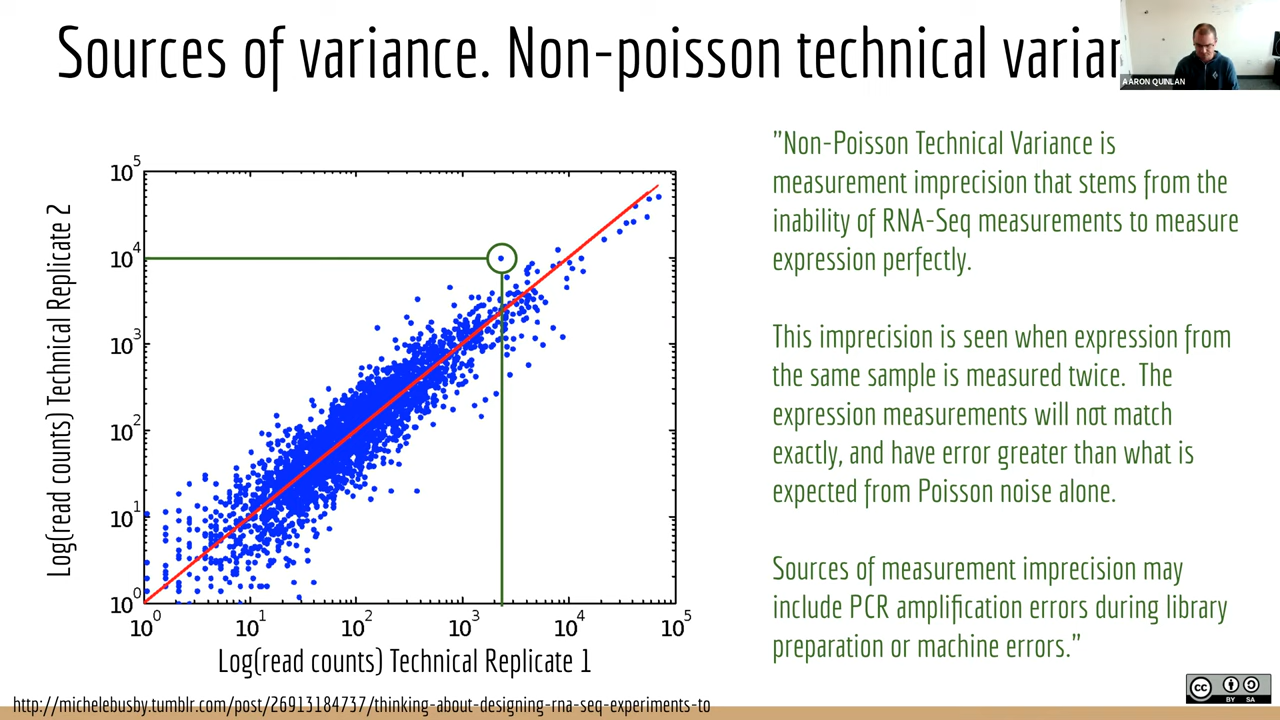 Sources of variance. Non-poisson technical varian
AARON QUINLAN
"Non-Poisson Technical Variance is
measurement imprecision that stems from the
inability of RNA-Seq measurements to measure
expression perfectly.
This imprecision is seen when expression from
the same sample is measured twice. The
expression measurements will not match
exactly, and have error greater than what is
expected from Poisson noise alone.
Sources of measurement imprecision may
include PCR amplification errors during library
preparation or machine errors."
Log(read counts) Technical Replicate 2
10^5
10^4
10^3
10^2
10^1
10^0
10^0 10^1 10^2 10^3 10^4 10^5
Log(read counts) Technical Replicate 1
http://michelebusby.tumblr.com/post/26913184737/thinking-about-designing-rna-seq-experiments-to
cc BY SA